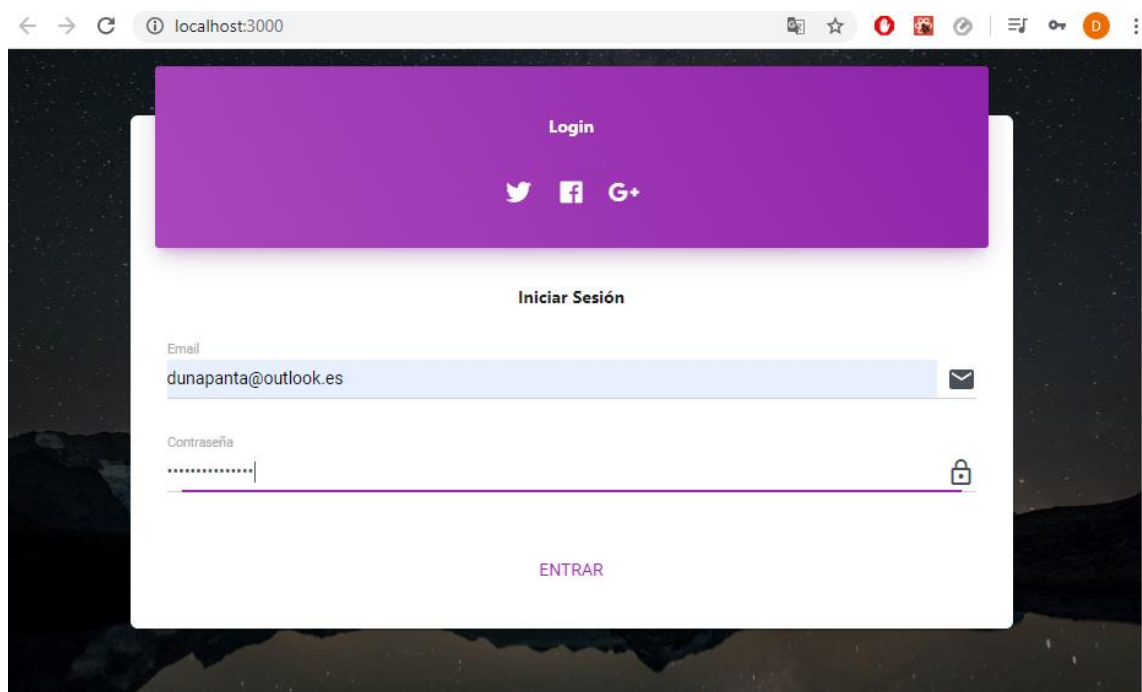 localhost:3000
D
Login
G+
Iniciar Sesión
Email
dunapanta@outlook.es
Contraseña
•••••••••••••••
ENTRAR